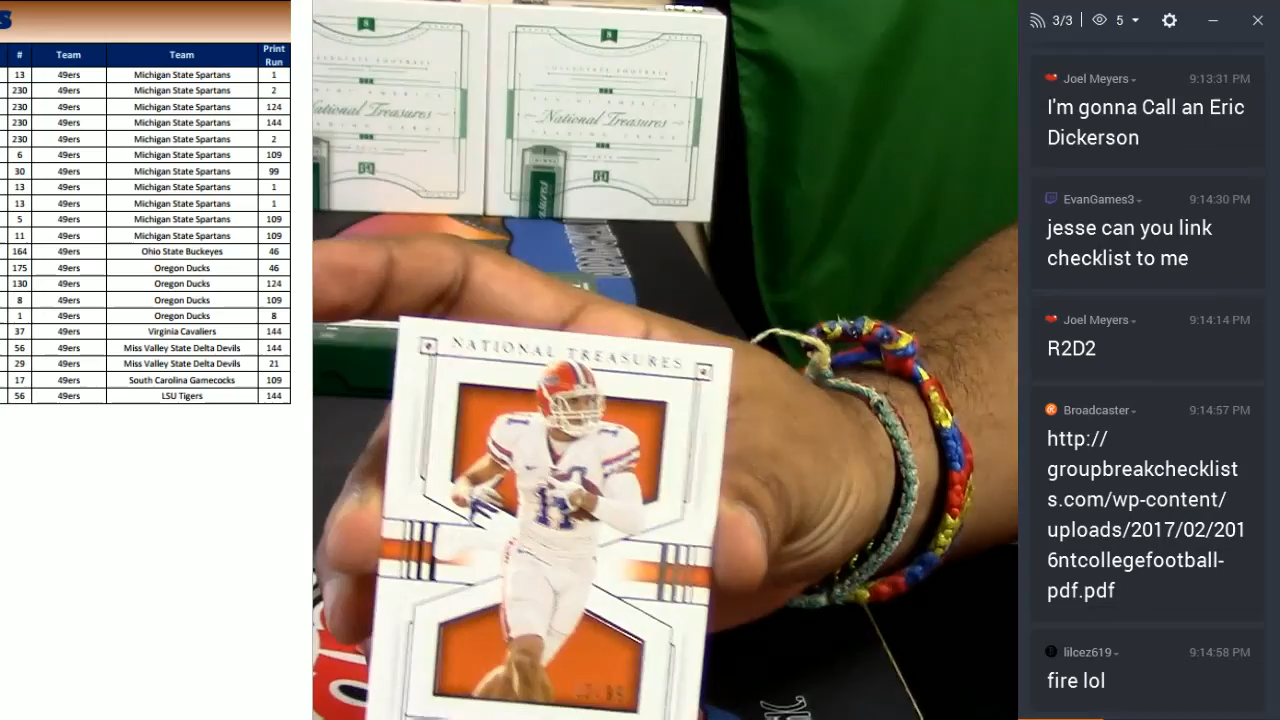 s
# Team Team Print Run
13 49ers Michigan State Spartans 1
230 49ers Michigan State Spartans 2
230 49ers Michigan State Spartans 124
230 49ers Michigan State Spartans 144
230 49ers Michigan State Spartans 2
6 49ers Michigan State Spartans 109
30 49ers Michigan State Spartans 99
13 49ers Michigan State Spartans 1
13 49ers Michigan State Spartans 1
5 49ers Michigan State Spartans 109
11 49ers Michigan State Spartans 109
164 49ers Ohio State Buckeyes 46
175 49ers Oregon Ducks 46
130 49ers Oregon Ducks 124
8 49ers Oregon Ducks 109
1 49ers Oregon Ducks 8
37 49ers Virginia Cavaliers 144
56 49ers Miss Valley State Delta Devils 144
29 49ers Miss Valley State Delta Devils 21
17 49ers South Carolina Gamecocks 109
56 49ers LSU Tigers 144
National Treasures
National Treasures
NATIONAL TREASURES
11
3/3 5
Joel Meyers 9:13:31 PM
I'm gonna Call an Eric
Dickerson
EvanGames3 9:14:30 PM
jesse can you link
checklist to me
Joel Meyers 9:14:14 PM
R2D2
Broadcaster 9:14:57 PM
http://
groupbreakchecklist
s.com/wp-content/
uploads/2017/02/201
6ntcollegefootball-
pdf.pdf
lilcez619 9:14:58 PM
fire lol